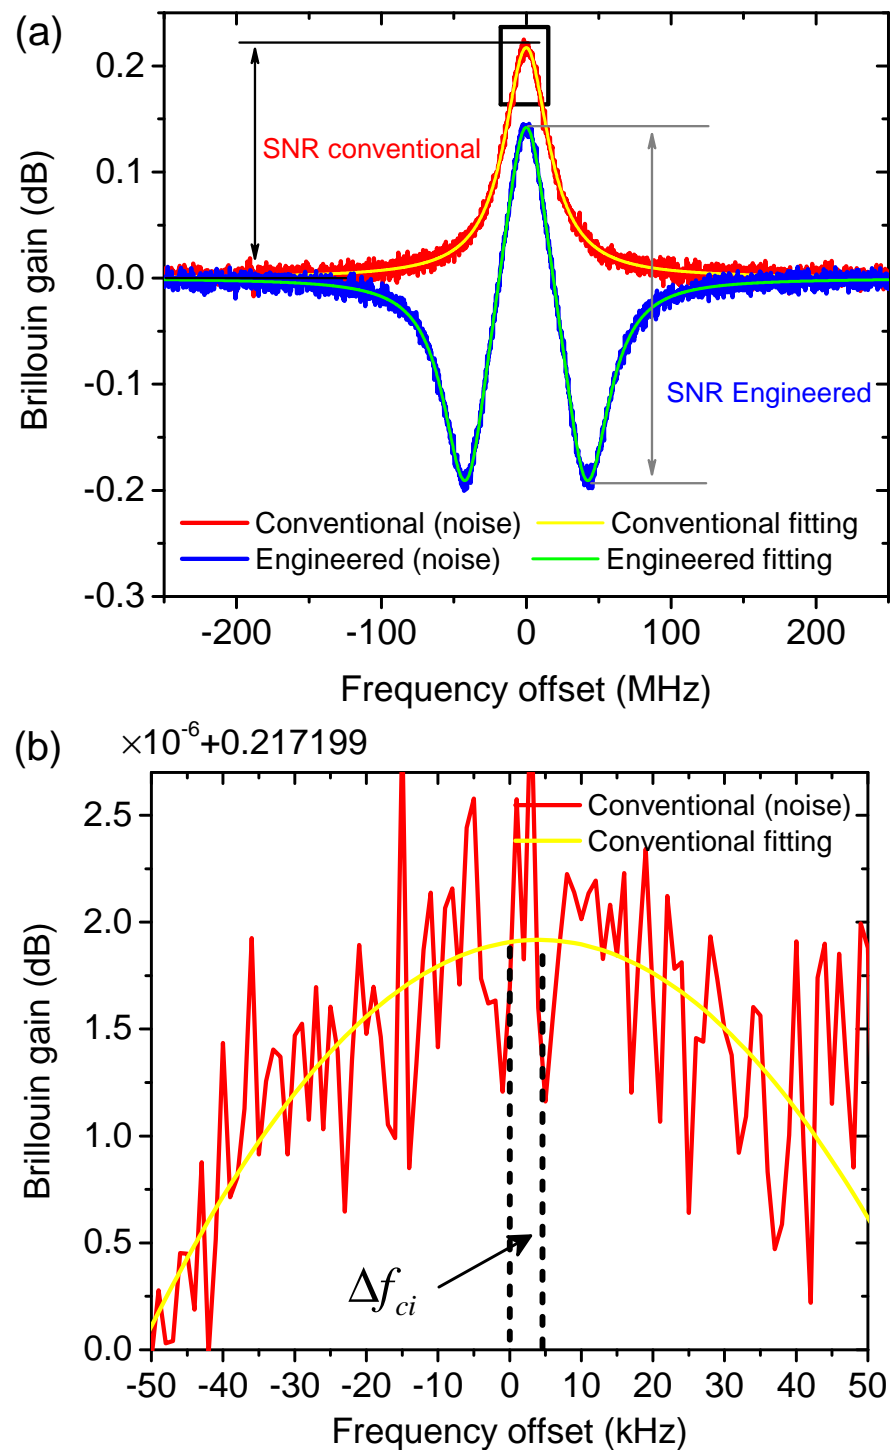 (a)
0.2
0.1
0.0
-0.1
-0.2
-0.3
Brillouin gain (dB)
SNR conventional
SNR Engineered
Conventional (noise) Conventional fitting
Engineered (noise) Engineered fitting
-200 -100 0 100 200
Frequency offset (MHz)
(b) ×10⁻⁶+0.217199
2.5
2.0
1.5
1.0
0.5
0.0
Brillouin gain (dB)
Conventional (noise)
Conventional fitting
Δf_ci
-50 -40 -30 -20 -10 0 10 20 30 40 50
Frequency offset (kHz)